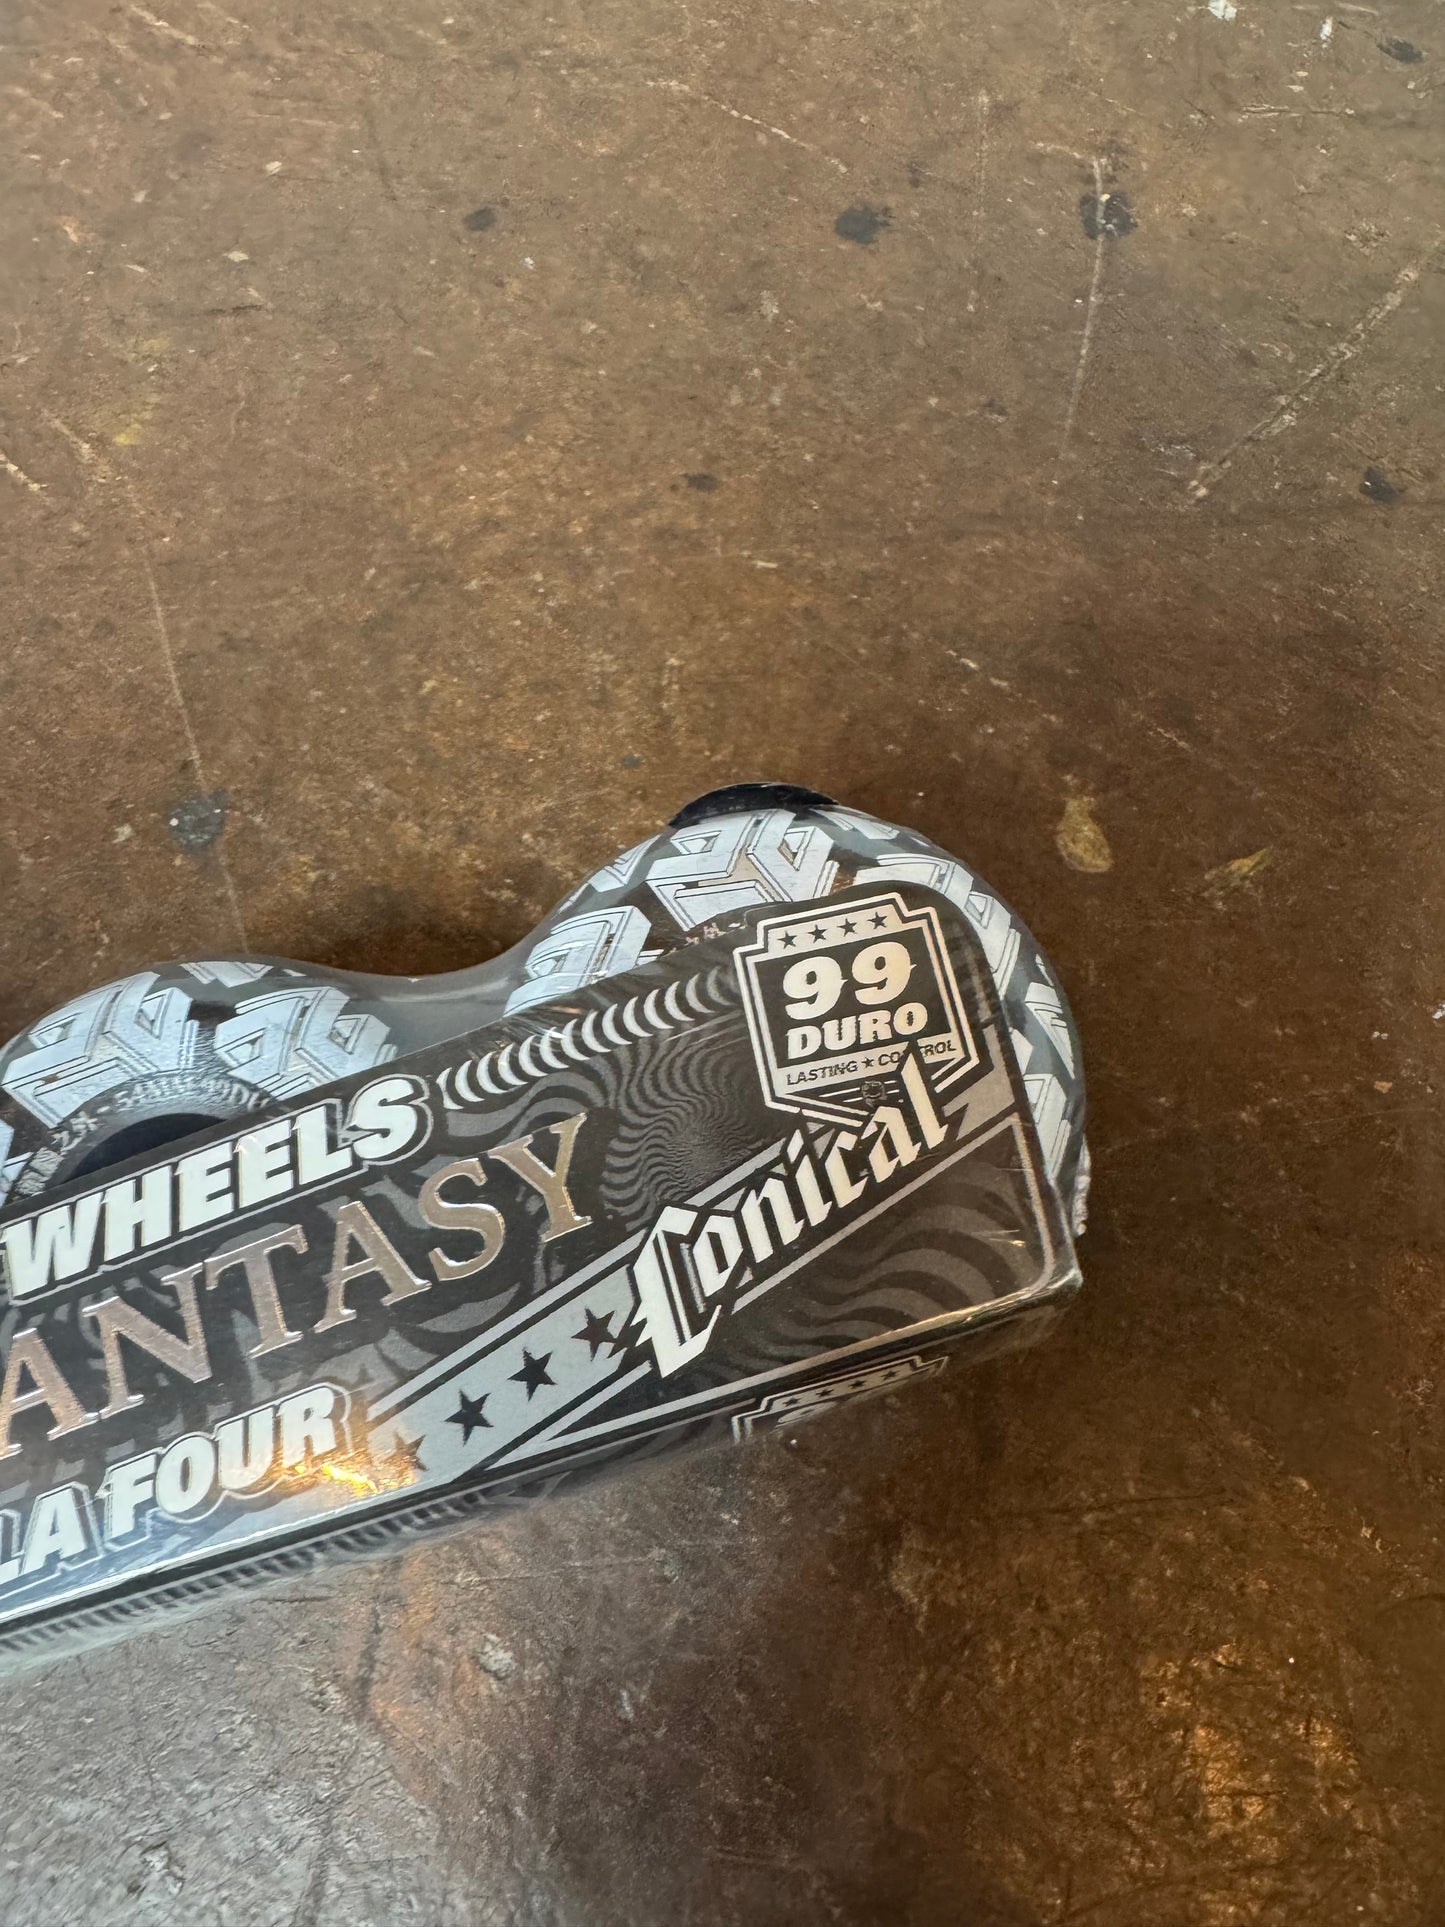 99
DURO
LASTING ★ CONTROL
WHEELS
ANTASY
Conical
LA FOUR